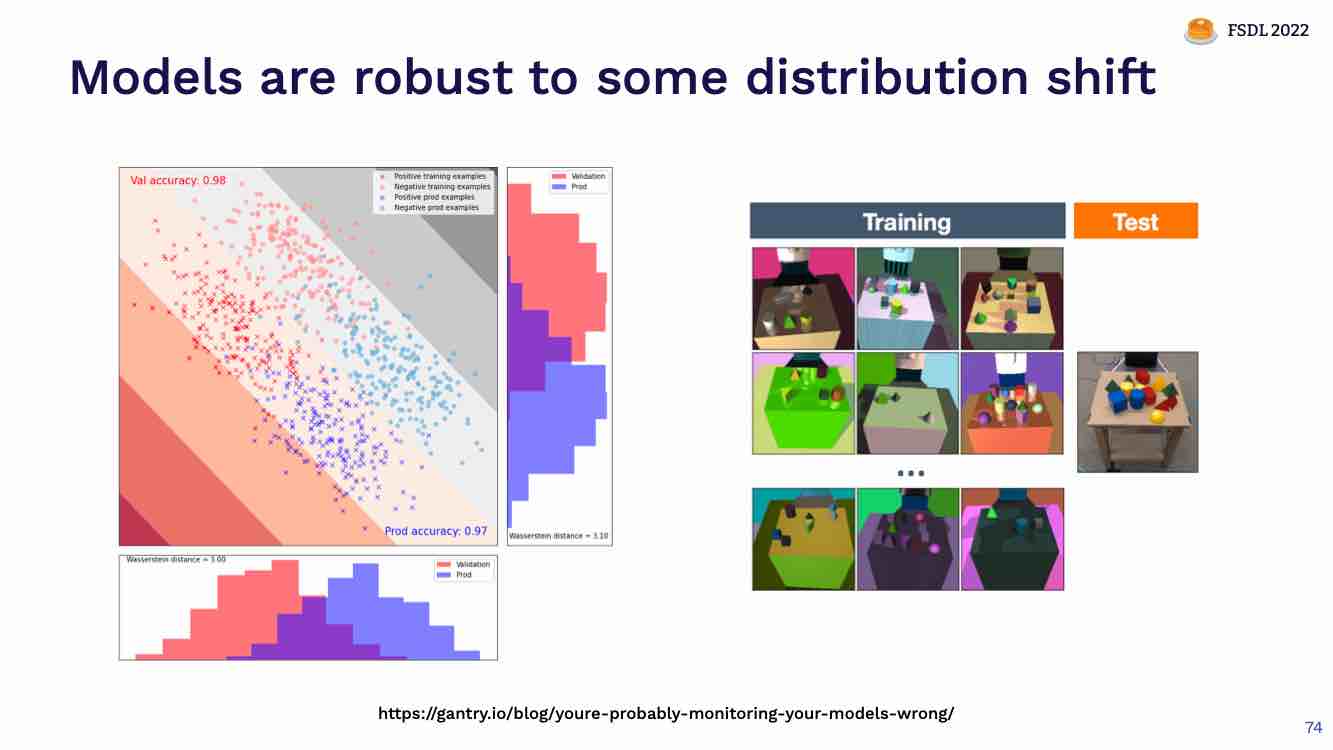 FSDL 2022
Models are robust to some distribution shift
Val accuracy: 0.98
Positive training examples
Negative training examples
Positive prod examples
Negative prod examples
Prod accuracy: 0.97
Validation
Prod
Wasserstein distance = 3.10
Wasserstein distance = 3.00
Validation
Prod
Training
Test
...
https://gantry.io/blog/youre-probably-monitoring-your-models-wrong/
74